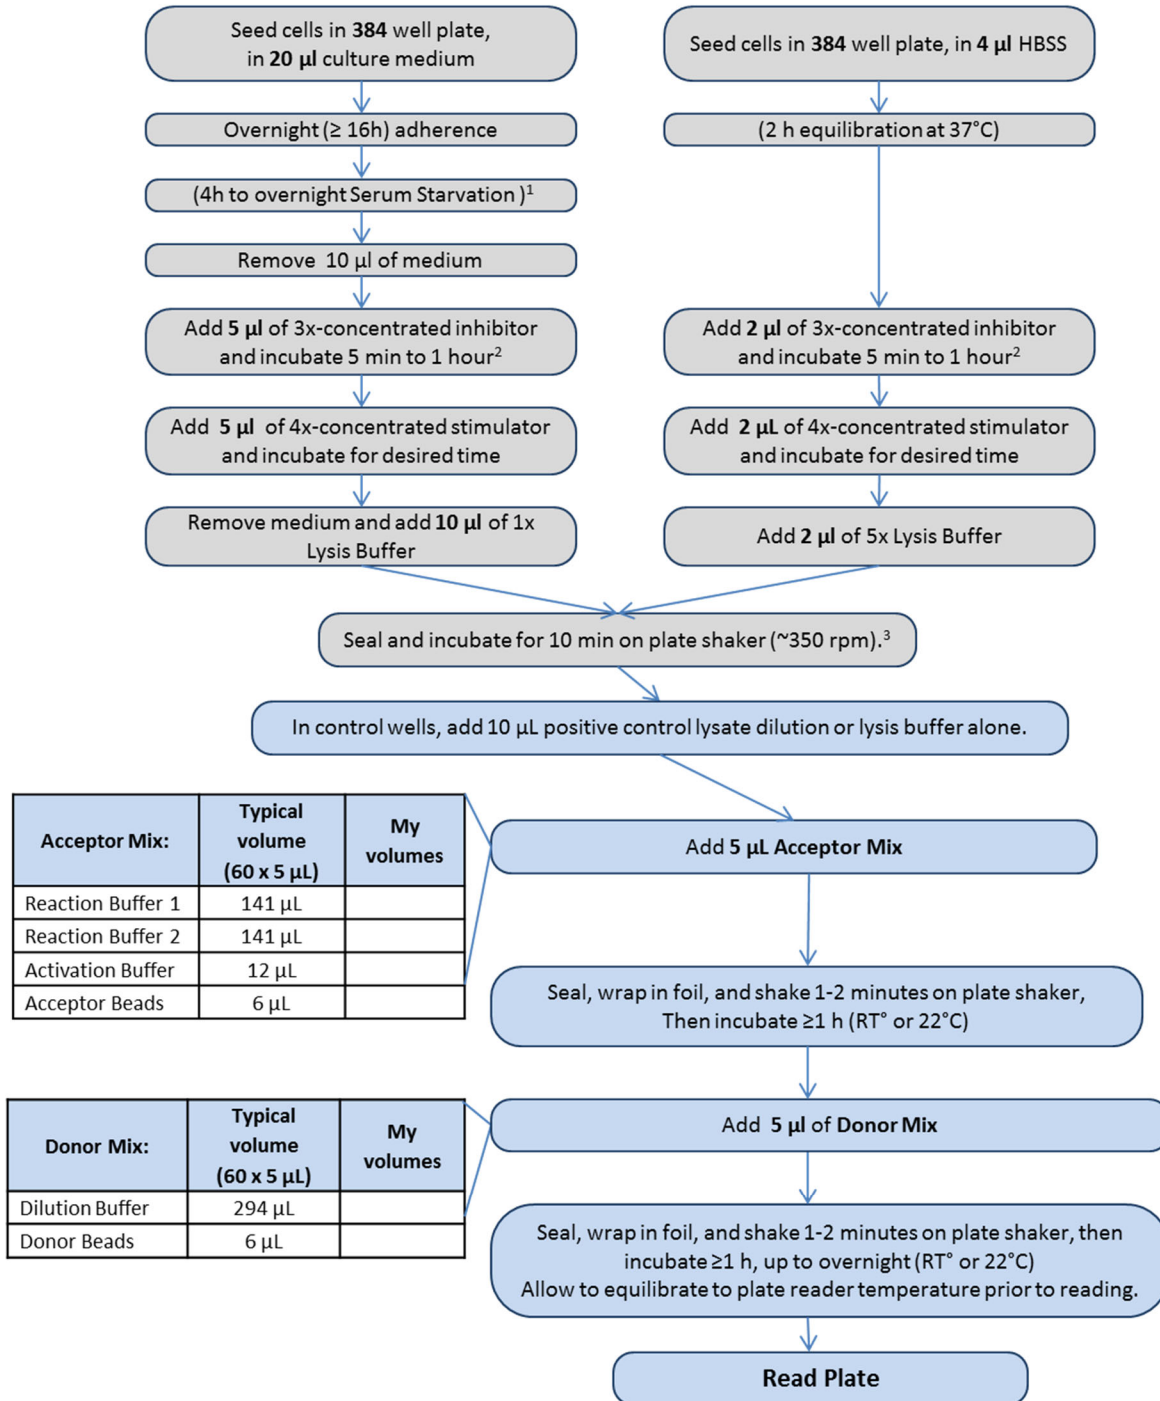 Seed cells in 384 well plate,
in 20 µl culture medium
Overnight (≥ 16h) adherence
(4h to overnight Serum Starvation )1
Remove 10 µl of medium
Add 5 µl of 3x-concentrated inhibitor
and incubate 5 min to 1 hour2
Add 5 µl of 4x-concentrated stimulator
and incubate for desired time
Remove medium and add 10 µl of 1x
Lysis Buffer
Seed cells in 384 well plate, in 4 µl HBSS
(2 h equilibration at 37°C)
Add 2 µl of 3x-concentrated inhibitor
and incubate 5 min to 1 hour2
Add 2 µL of 4x-concentrated stimulator
and incubate for desired time
Add 2 µl of 5x Lysis Buffer
Seal and incubate for 10 min on plate shaker (~350 rpm).3
In control wells, add 10 µL positive control lysate dilution or lysis buffer alone.
Acceptor Mix:
Typical
volume
(60 x 5 µL)
My
volumes
Reaction Buffer 1 141 µL
Reaction Buffer 2 141 µL
Activation Buffer 12 µL
Acceptor Beads 6 µL
Add 5 µL Acceptor Mix
Seal, wrap in foil, and shake 1-2 minutes on plate shaker,
Then incubate ≥1 h (RT° or 22°C)
Donor Mix:
Typical
volume
(60 x 5 µL)
My
volumes
Dilution Buffer 294 µL
Donor Beads 6 µL
Add 5 µl of Donor Mix
Seal, wrap in foil, and shake 1-2 minutes on plate shaker, then
incubate ≥1 h, up to overnight (RT° or 22°C)
Allow to equilibrate to plate reader temperature prior to reading.
Read Plate